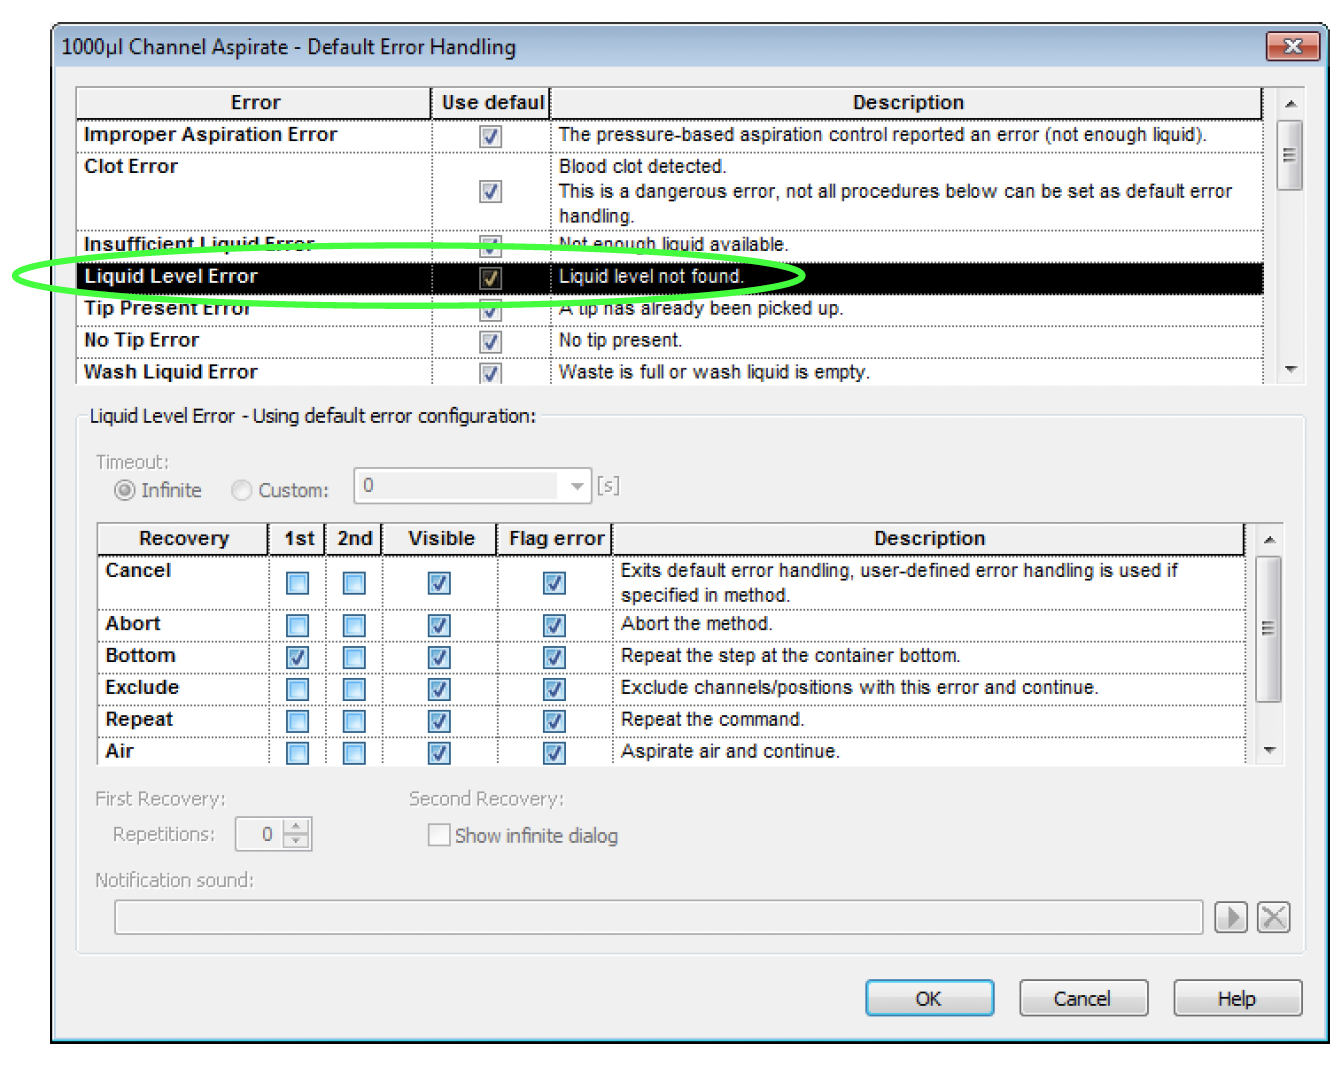 1000µl Channel Aspirate - Default Error Handling
Error Use defaul Description
Improper Aspiration Error The pressure-based aspiration control reported an error (not enough liquid).
Clot Error Blood clot detected.
This is a dangerous error, not all procedures below can be set as default error
handling.
Insufficient Liquid Error Not enough liquid available.
Liquid Level Error Liquid level not found.
Tip Present Error A tip has already been picked up.
No Tip Error No tip present.
Wash Liquid Error Waste is full or wash liquid is empty.
Liquid Level Error - Using default error configuration:
Timeout:
Infinite Custom: 0 [s]
Recovery 1st 2nd Visible Flag error Description
Cancel Exits default error handling, user-defined error handling is used if
specified in method.
Abort Abort the method.
Bottom Repeat the step at the container bottom.
Exclude Exclude channels/positions with this error and continue.
Repeat Repeat the command.
Air Aspirate air and continue.
First Recovery: Second Recovery:
Repetitions: 0 Show infinite dialog
Notification sound:
OK Cancel Help